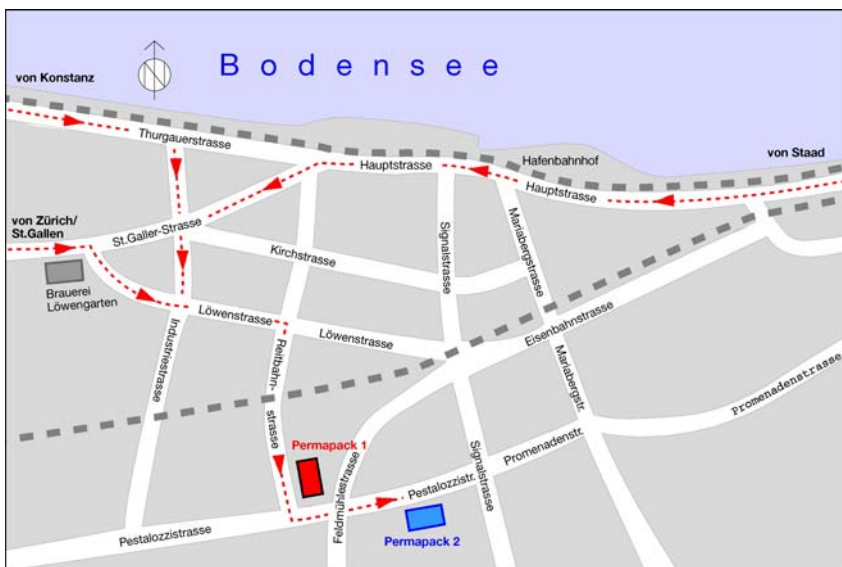 Bodensee
von Konstanz
N
Thurgauerstrasse
Hauptstrasse
Hafenbahnhof
von Staad
Hauptstrasse
von Zürich/
St.Gallen
St.Galler-Strasse
Signalstrasse
Mariabergstrasse
Kirchstrasse
Brauerei
Löwengarten
Löwenstrasse
Löwenstrasse
Eisenbahnstrasse
Industriestrasse
Reitbahn-
strasse
Mariabergstr.
Promenadenstrasse
Permapack 1
Feldmühlestrasse
Signalstrasse
Promenadenstr.
Pestalozzistr.
Pestalozzistrasse
Permapack 2